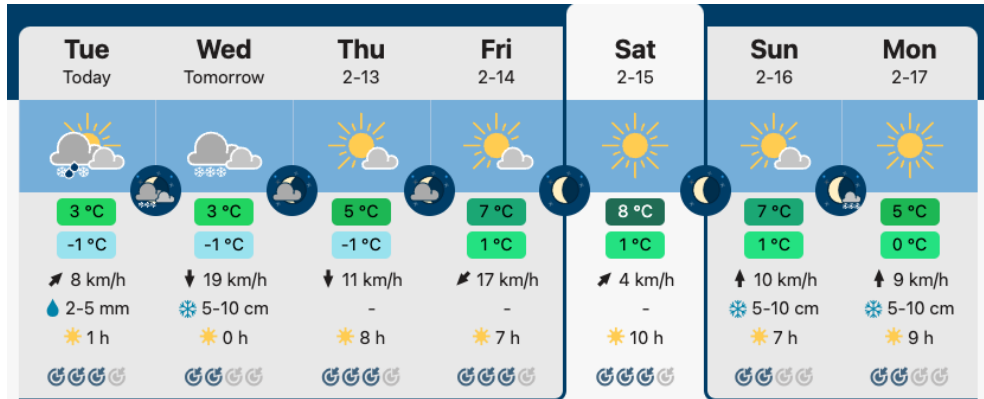 Tue Wed Thu Fri Sat Sun Mon
Today Tomorrow 2-13 2-14 2-15 2-16 2-17
3 °C 3 °C 5 °C 7 °C 8 °C 7 °C 5 °C
-1 °C -1 °C -1 °C 1 °C 1 °C 1 °C 0 °C
8 km/h 19 km/h 11 km/h 17 km/h 4 km/h 10 km/h 9 km/h
2-5 mm 5-10 cm - - - 5-10 cm 5-10 cm
1 h 0 h 8 h 7 h 10 h 7 h 9 h